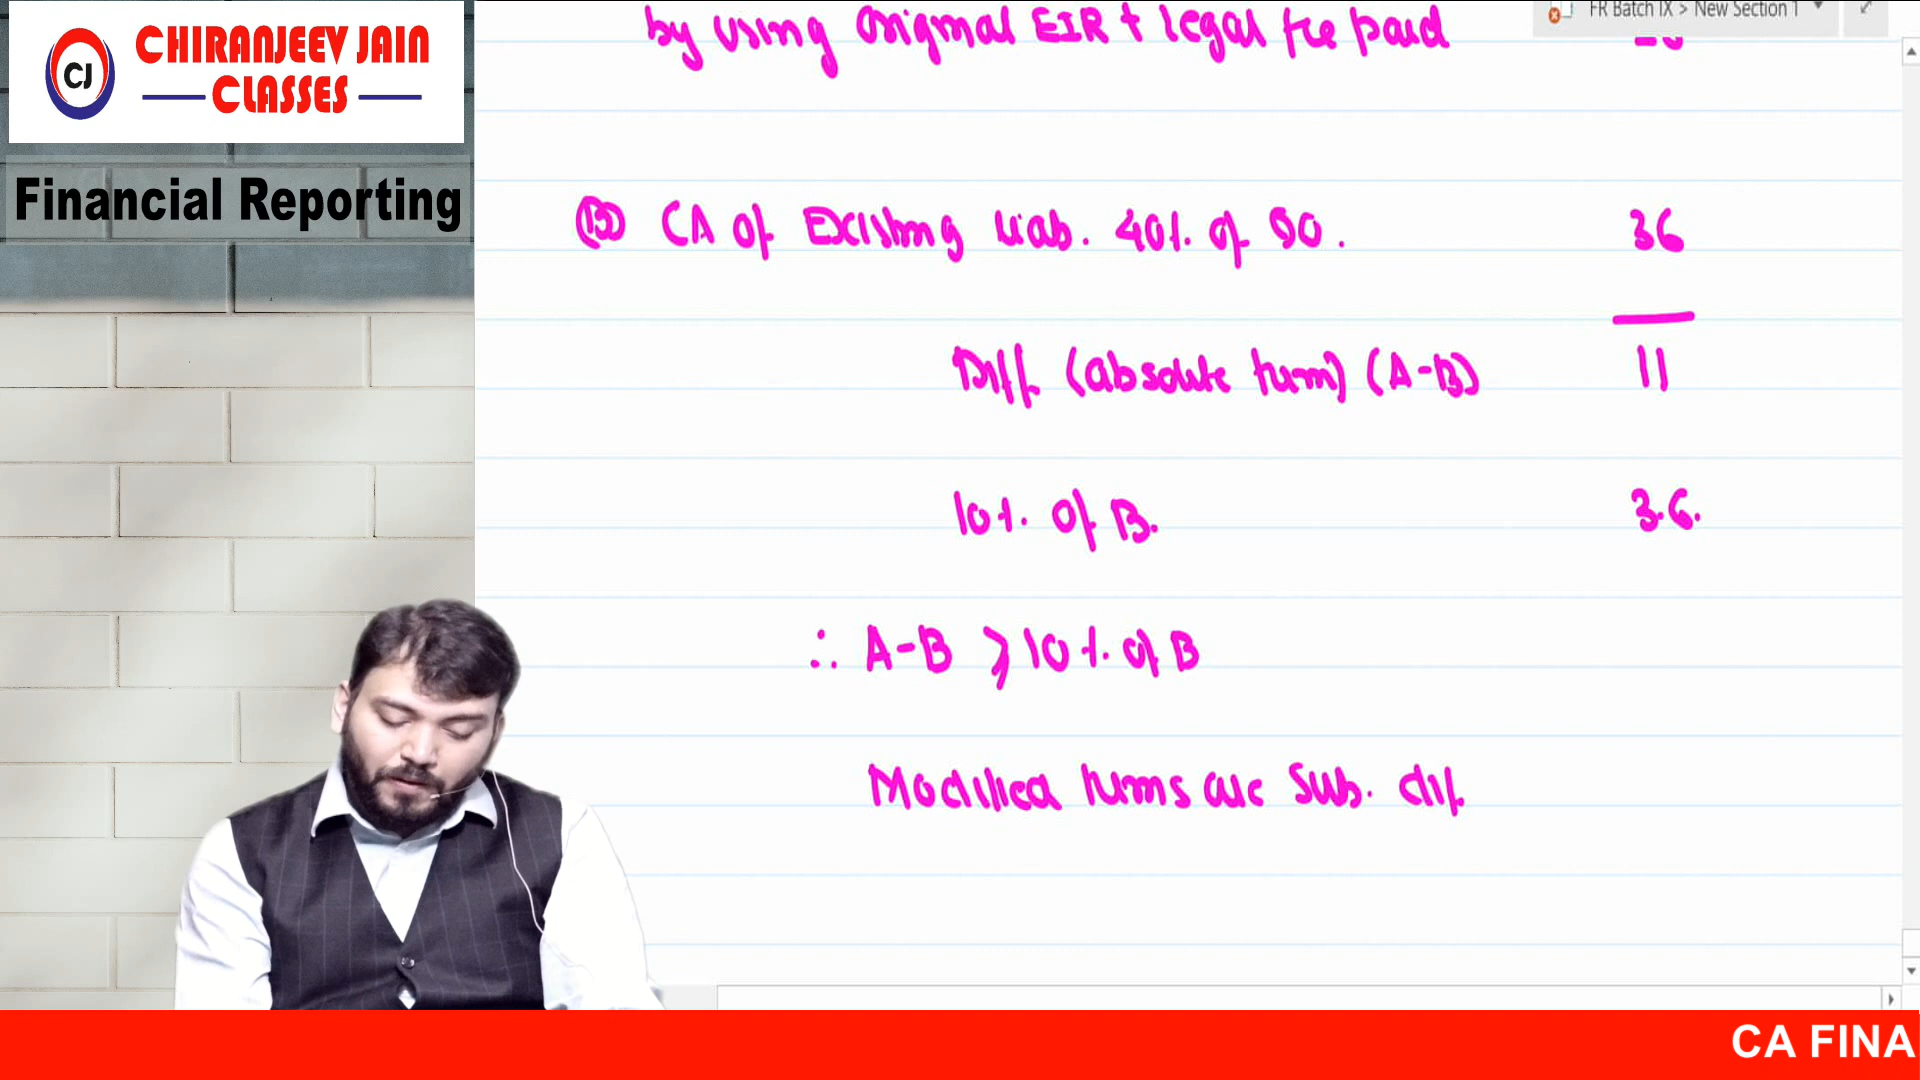 CHIRANJEEV JAIN
CLASSES
CJ
Financial Reporting
FR Batch IX > New Section 1
by using original EIR + legal fee paid
(B) CA of Existing Liab. 40% of 90. 36
Diff (absolute term) (A-B) 11
10% of B. 3.6.
∴ A-B > 10% of B
Modified terms are Sub. dif
CA FINA